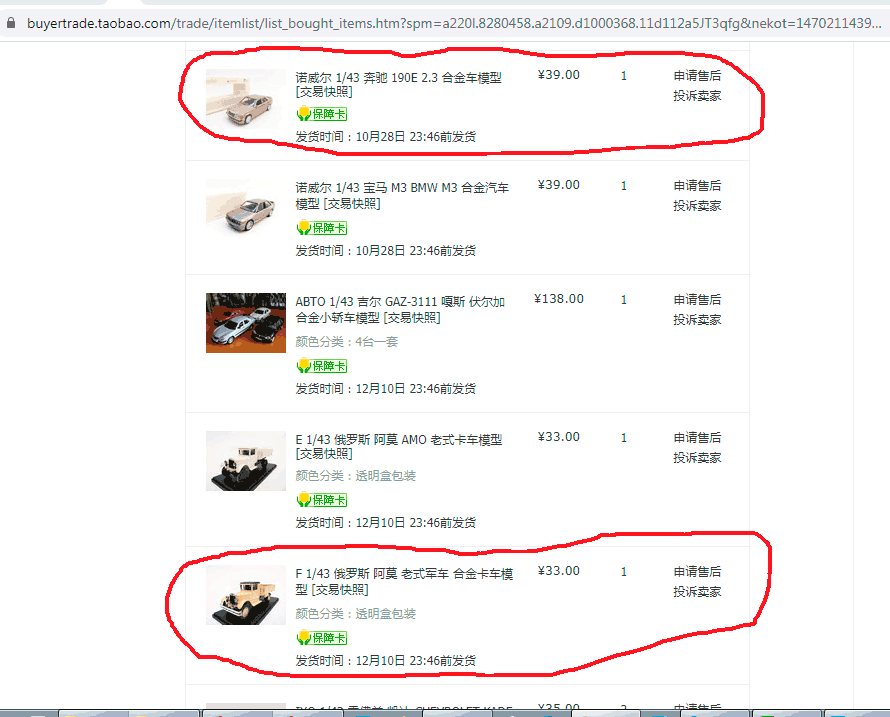 buyertrade.taobao.com/trade/itemlist/list_bought_items.htm?spm=a220l.8280458.a2109.d1000368.11d112a5JT3qfg&nekot=1470211439...
诺威尔 1/43 奔驰 190E 2.3 合金车模型 ¥39.00 1 申请售后
[交易快照] 投诉卖家
保障卡
发货时间：10月28日 23:46前发货
诺威尔 1/43 宝马 M3 BMW M3 合金汽车 ¥39.00 1 申请售后
模型 [交易快照] 投诉卖家
保障卡
发货时间：10月28日 23:46前发货
ABTO 1/43 吉尔 GAZ-3111 嘎斯 伏尔加 ¥138.00 1 申请售后
合金小轿车模型 [交易快照] 投诉卖家
颜色分类：4台一套
保障卡
发货时间：12月10日 23:46前发货
E 1/43 俄罗斯 阿莫 AMO 老式卡车模型 ¥33.00 1 申请售后
[交易快照] 投诉卖家
颜色分类：透明盒包装
保障卡
发货时间：12月10日 23:46前发货
F 1/43 俄罗斯 阿莫 老式军车 合金卡车模 ¥33.00 1 申请售后
型 [交易快照] 投诉卖家
颜色分类：透明盒包装
保障卡
发货时间：12月10日 23:46前发货